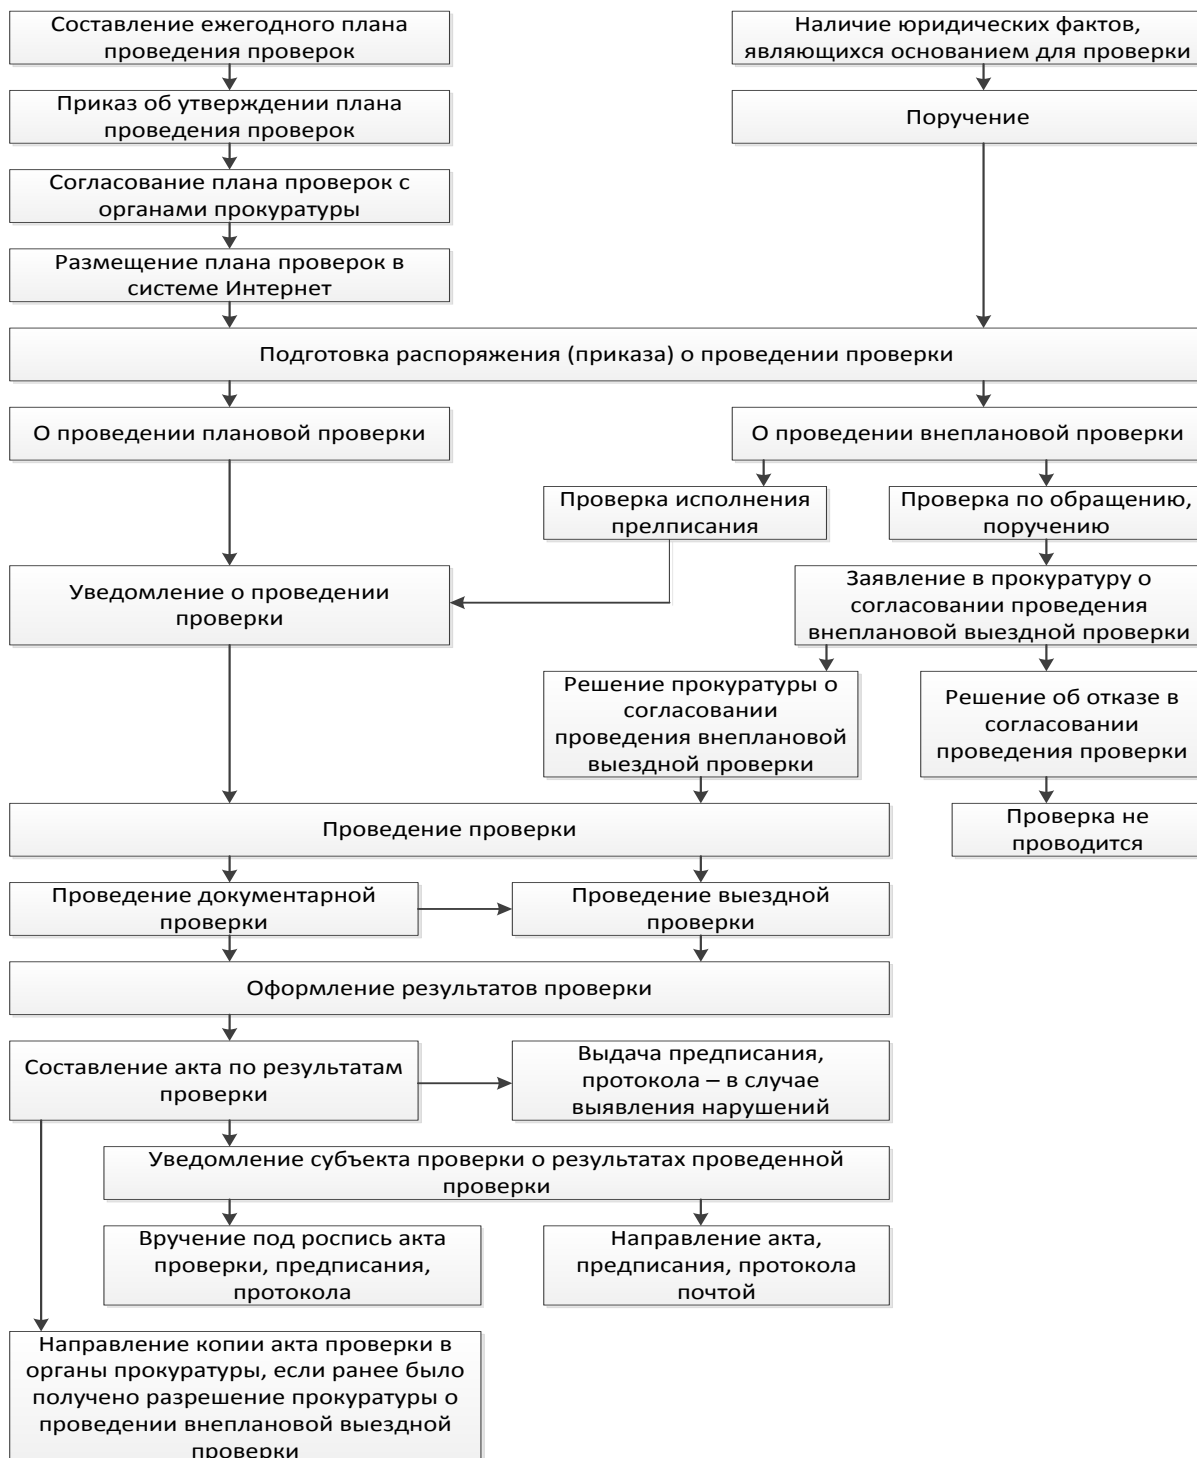 Составление ежегодного плана
проведения проверок
Наличие юридических фактов,
являющихся основанием для проверки
Приказ об утверждении плана
проведения проверок
Поручение
Согласование плана проверок с
органами прокуратуры
Размещение плана проверок в
системе Интернет
Подготовка распоряжения (приказа) о проведении проверки
О проведении плановой проверки
О проведении внеплановой проверки
Проверка исполнения
прелписания
Проверка по обращению,
поручению
Уведомление о проведении
проверки
Заявление в прокуратуру о
согласовании проведения
внеплановой выездной проверки
Решение прокуратуры о
согласовании
проведения внеплановой
выездной проверки
Решение об отказе в
согласовании
проведения проверки
Проведение проверки
Проверка не
проводится
Проведение документарной
проверки
Проведение выездной
проверки
Оформление результатов проверки
Составление акта по результатам
проверки
Выдача предписания,
протокола – в случае
выявления нарушений
Уведомление субъекта проверки о результатах проведенной
проверки
Вручение под роспись акта
проверки, предписания,
протокола
Направление акта,
предписания, протокола
почтой
Направление копии акта проверки в
органы прокуратуры, если ранее было
получено разрешение прокуратуры о
проведении внеплановой выездной
проверки